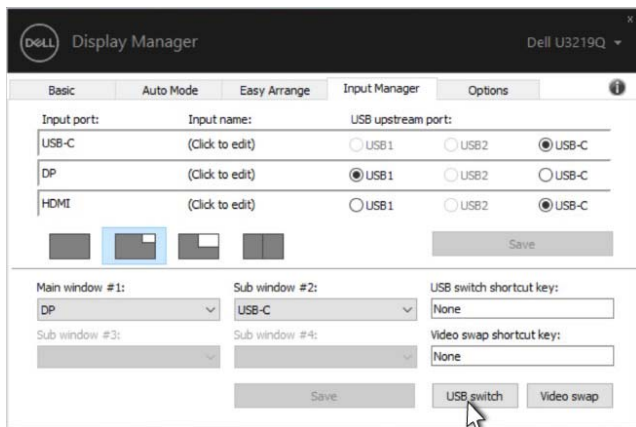 DELL Display Manager Dell U3219Q
Basic Auto Mode Easy Arrange Input Manager Options
Input port: Input name: USB upstream port:
USB-C (Click to edit) USB1 USB2 USB-C
DP (Click to edit) USB1 USB2 USB-C
HDMI (Click to edit) USB1 USB2 USB-C
Save
Main window #1: Sub window #2: USB switch shortcut key:
DP USB-C None
Sub window #3: Sub window #4: Video swap shortcut key:
None
Save USB switch Video swap